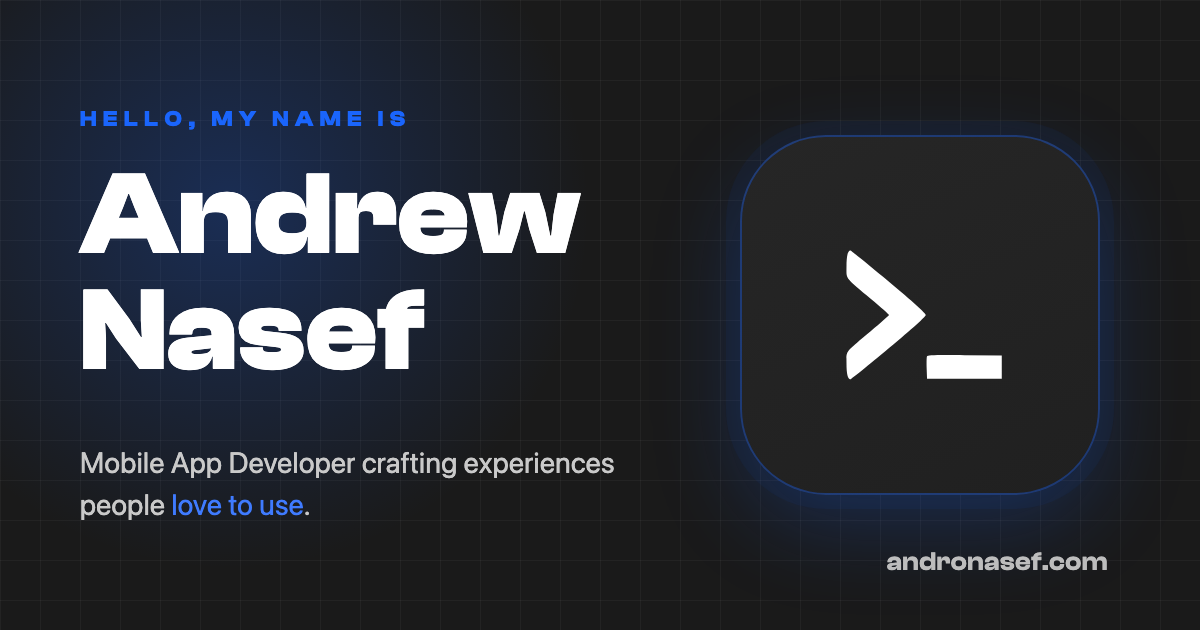 HELLO, MY NAME IS
Andrew
Nasef
Mobile App Developer crafting experiences
people love to use.
>_
andronasef.com